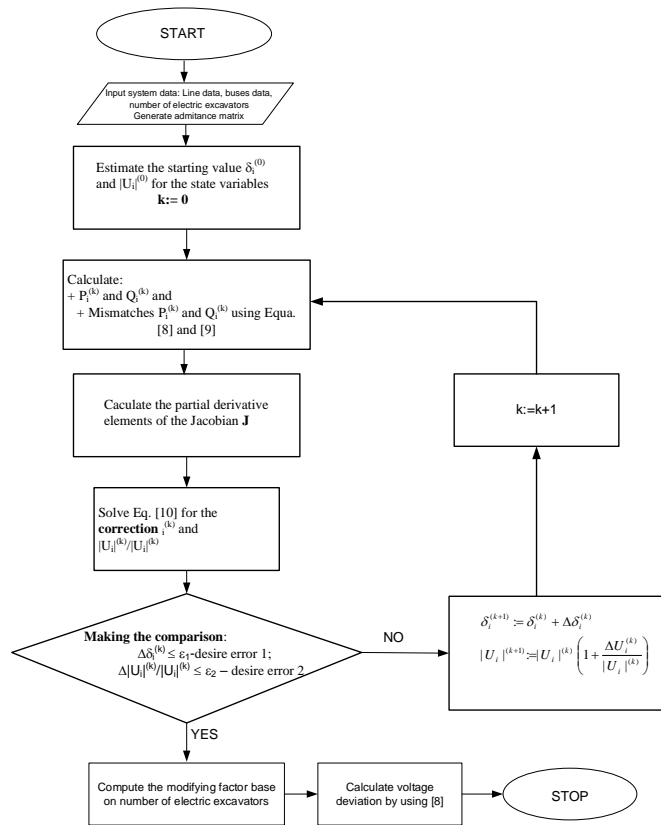 START
Input system data: Line data, buses data,
number of electric excavators
Generate admitance matrix
Estimate the starting value δᵢ⁽⁰⁾
and |Uᵢ|⁽⁰⁾ for the state variables
k:= 0
Calculate:
+ Pᵢ⁽ᵏ⁾ and Qᵢ⁽ᵏ⁾ and
+ Mismatches Pᵢ⁽ᵏ⁾ and Qᵢ⁽ᵏ⁾ using Equa.
[8] and [9]
Caculate the partial derivative
elements of the Jacobian J
Solve Eq. [10] for the
correction ᵢ⁽ᵏ⁾ and
|Uᵢ|⁽ᵏ⁾/|Uᵢ|⁽ᵏ⁾
Making the comparison:
Δδᵢ⁽ᵏ⁾ ≤ ε₁-desire error 1;
Δ|Uᵢ|⁽ᵏ⁾/|Uᵢ|⁽ᵏ⁾ ≤ ε₂ – desire error 2
NO
δᵢ⁽ᵏ⁺¹⁾ := δᵢ⁽ᵏ⁾ + Δδᵢ⁽ᵏ⁾
|Uᵢ|⁽ᵏ⁺¹⁾:=|Uᵢ|⁽ᵏ⁾ (1 + ΔUᵢ⁽ᵏ⁾/|Uᵢ|⁽ᵏ⁾)
k:=k+1
YES
Compute the modifying factor base
on number of electric excavators
Calculate voltage
deviation by using [8]
STOP